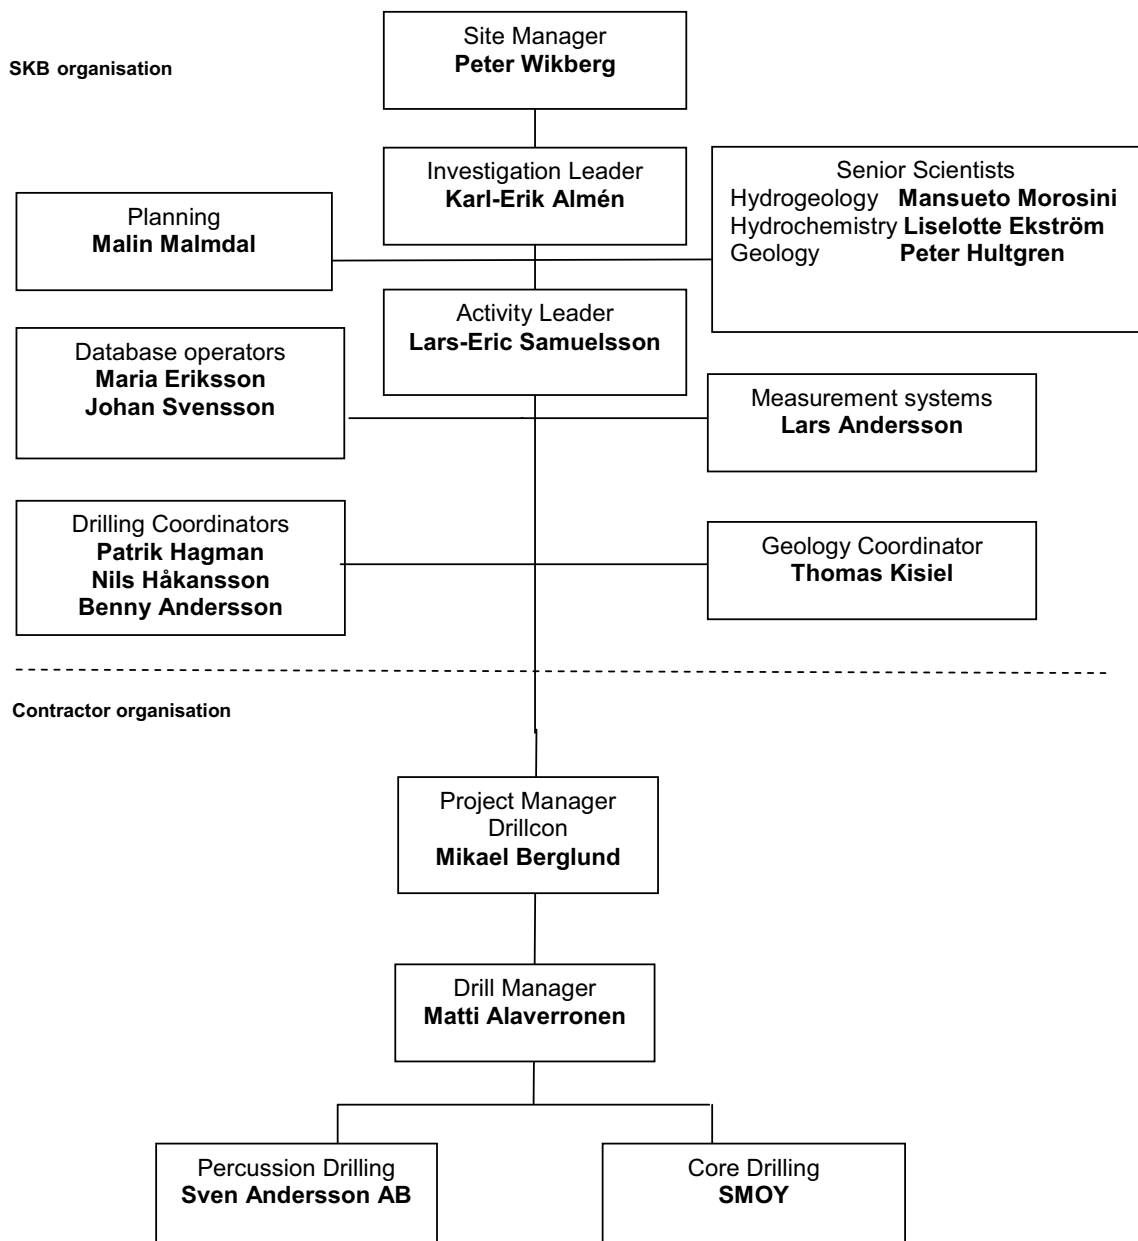 SKB organisation
Site Manager
Peter Wikberg
Investigation Leader
Karl-Erik Almén
Senior Scientists
Hydrogeology Mansueto Morosini
Hydrochemistry Liselotte Ekström
Geology Peter Hultgren
Planning
Malin Malmdal
Activity Leader
Lars-Eric Samuelsson
Database operators
Maria Eriksson
Johan Svensson
Measurement systems
Lars Andersson
Drilling Coordinators
Patrik Hagman
Nils Håkansson
Benny Andersson
Geology Coordinator
Thomas Kisiel
Contractor organisation
Project Manager
Drillcon
Mikael Berglund
Drill Manager
Matti Alaverronen
Percussion Drilling
Sven Andersson AB
Core Drilling
SMOY